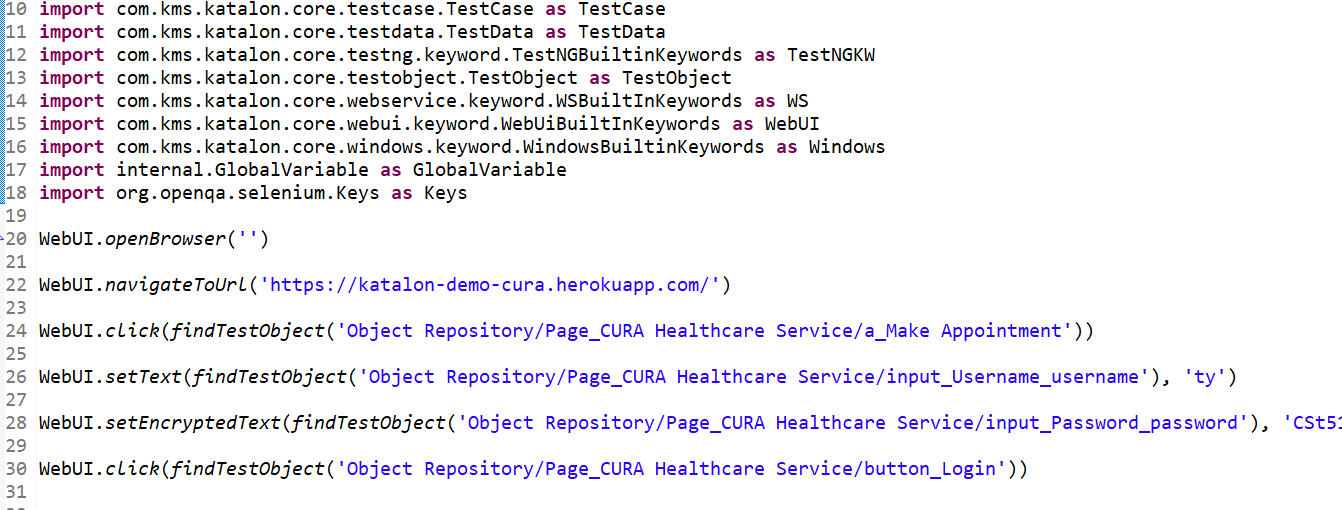 10 import com.kms.katalon.core.testcase.TestCase as TestCase
11 import com.kms.katalon.core.testdata.TestData as TestData
12 import com.kms.katalon.core.testng.keyword.TestNGBuiltinKeywords as TestNGKW
13 import com.kms.katalon.core.testobject.TestObject as TestObject
14 import com.kms.katalon.core.webservice.keyword.WSBuiltInKeywords as WS
15 import com.kms.katalon.core.webui.keyword.WebUiBuiltInKeywords as WebUI
16 import com.kms.katalon.core.windows.keyword.WindowsBuiltinKeywords as Windows
17 import internal.GlobalVariable as GlobalVariable
18 import org.openqa.selenium.Keys as Keys
19
20 WebUI.openBrowser('')
21
22 WebUI.navigateToUrl('https://katalon-demo-cura.herokuapp.com/')
23
24 WebUI.click(findTestObject('Object Repository/Page_CURA Healthcare Service/a_Make Appointment'))
25
26 WebUI.setText(findTestObject('Object Repository/Page_CURA Healthcare Service/input_Username_username'), 'ty')
27
28 WebUI.setEncryptedText(findTestObject('Object Repository/Page_CURA Healthcare Service/input_Password_password'), 'CSt51
29
30 WebUI.click(findTestObject('Object Repository/Page_CURA Healthcare Service/button_Login'))
31